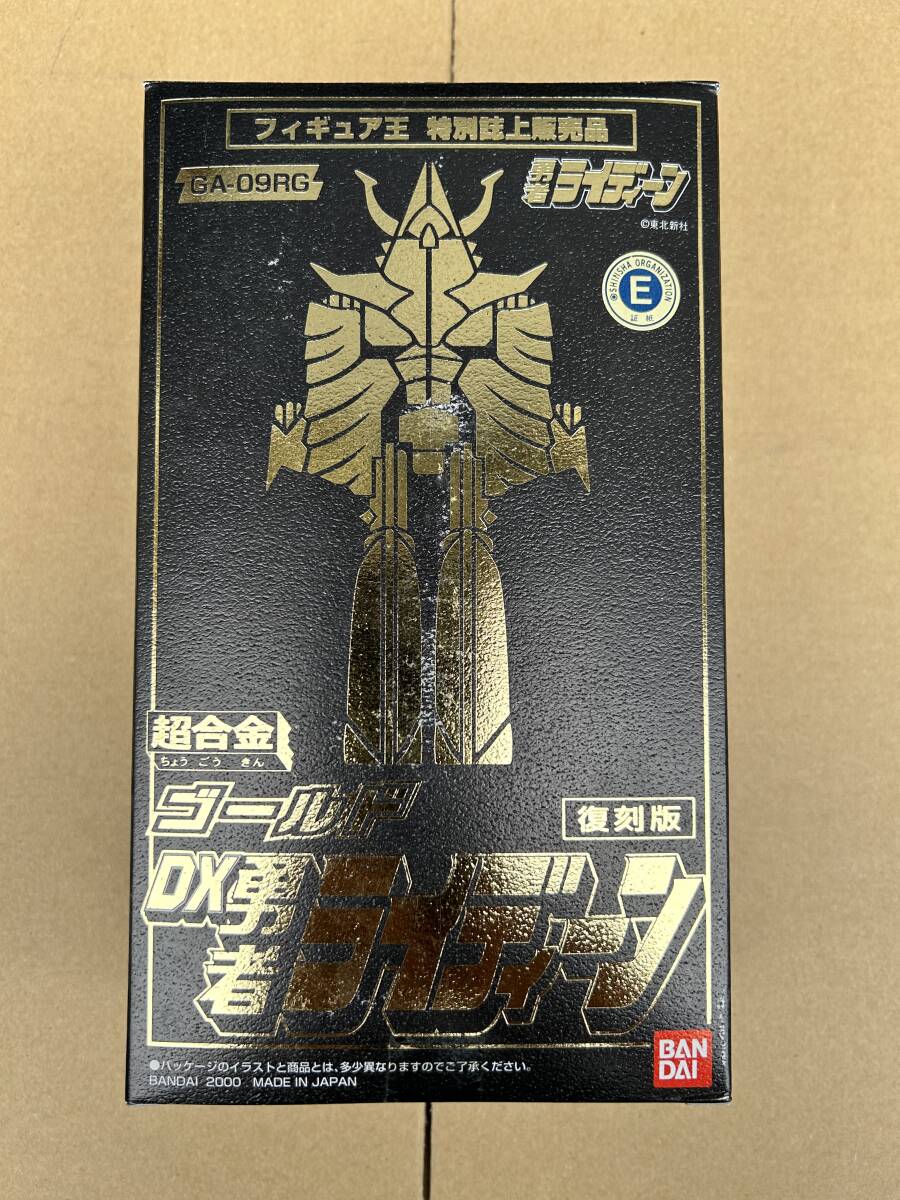 フィギュア王 特別誌上販売品
GA-09RG
勇者ライディーン
©東北新社
©SHINSHA ORGANIZATION
E
証紙
超合金
ちょう ごう きん
ゴールド
復刻版
DX勇者ライディーン
●パッケージのイラストと商品とは、多少異なりますのでご了承ください。
BANDAI 2000 MADE IN JAPAN
BAN
DAI